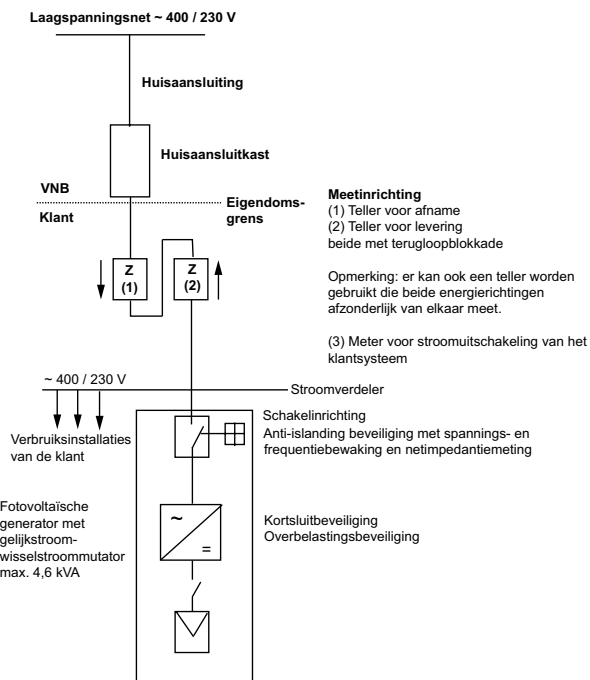 Laagspanningsnet ~ 400 / 230 V
Huisaansluiting
Huisaansluitkast
VNB
Klant
Eigendoms-
grens
Meetinrichting
(1) Teller voor afname
(2) Teller voor levering
beide met terugloopblokkade
Opmerking: er kan ook een teller worden
gebruikt die beide energierichtingen
afzonderlijk van elkaar meet.
(3) Meter voor stroomuitschakeling van het
klantsysteem
Z
(1)
Z
(2)
~ 400 / 230 V
Stroomverdeler
Verbruiksinstallaties
van de klant
Schakelinrichting
Anti-islanding beveiliging met spannings- en
frequentiebewaking en netimpedantiemeting
Fotovoltaïsche
generator met
gelijkstroom-
wisselstroommutator
max. 4,6 kVA
~
=
Kortsluitbeveiliging
Overbelastingsbeveiliging